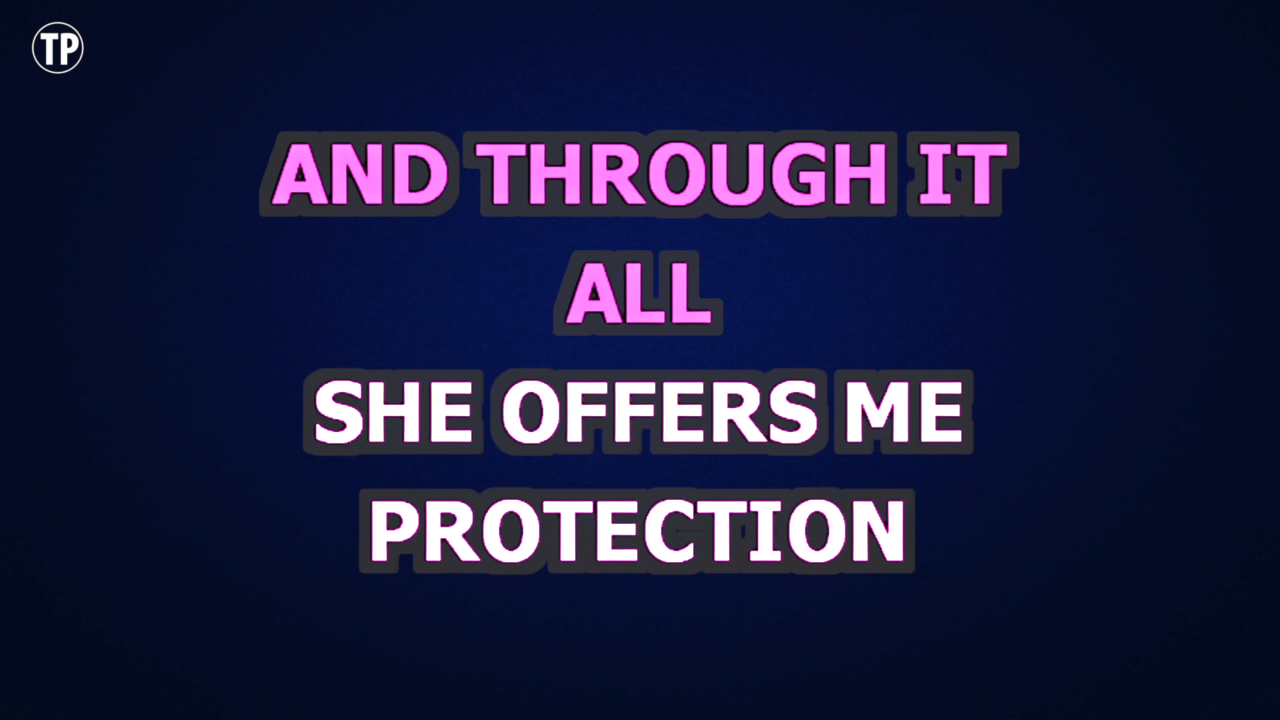 TP
AND THROUGH IT
ALL
SHE OFFERS ME
PROTECTION